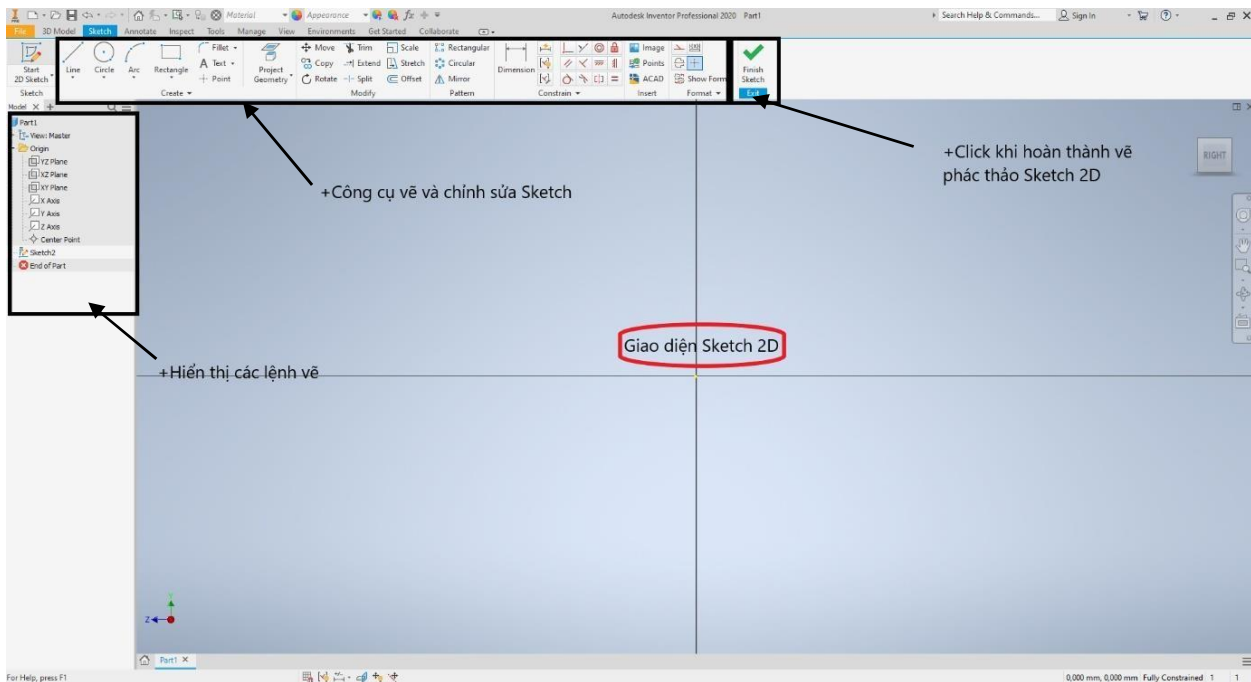 Material
Appearance
fx
Autodesk Inventor Professional 2020 Part1
Search Help & Commands...
Sign In
File 3D Model Sketch Annotate Inspect Tools Manage View Environments Get Started Collaborate
Start
2D Sketch
Line
Circle
Arc
Rectangle
Fillet
Text
Point
Project
Geometry
Move Trim Scale
Copy Extend Stretch
Rotate Split Offset
Rectangular
Circular
Mirror
Dimension
Image
Points
ACAD
Show Form
Finish
Sketch
Sketch Create Modify Pattern Constrain Insert Format Exit
Model
Part1
View: Master
Origin
YZ Plane
XZ Plane
XY Plane
X Axis
Y Axis
Z Axis
Center Point
Sketch2
End of Part
+Click khi hoàn thành vẽ
phác thảo Sketch 2D
RIGHT
+Công cụ vẽ và chính sửa Sketch
Giao diện Sketch 2D
+Hiển thị các lệnh vẽ
Y
Z
Part1
For Help, press F1
0,000 mm, 0,000 mm Fully Constrained 1 1